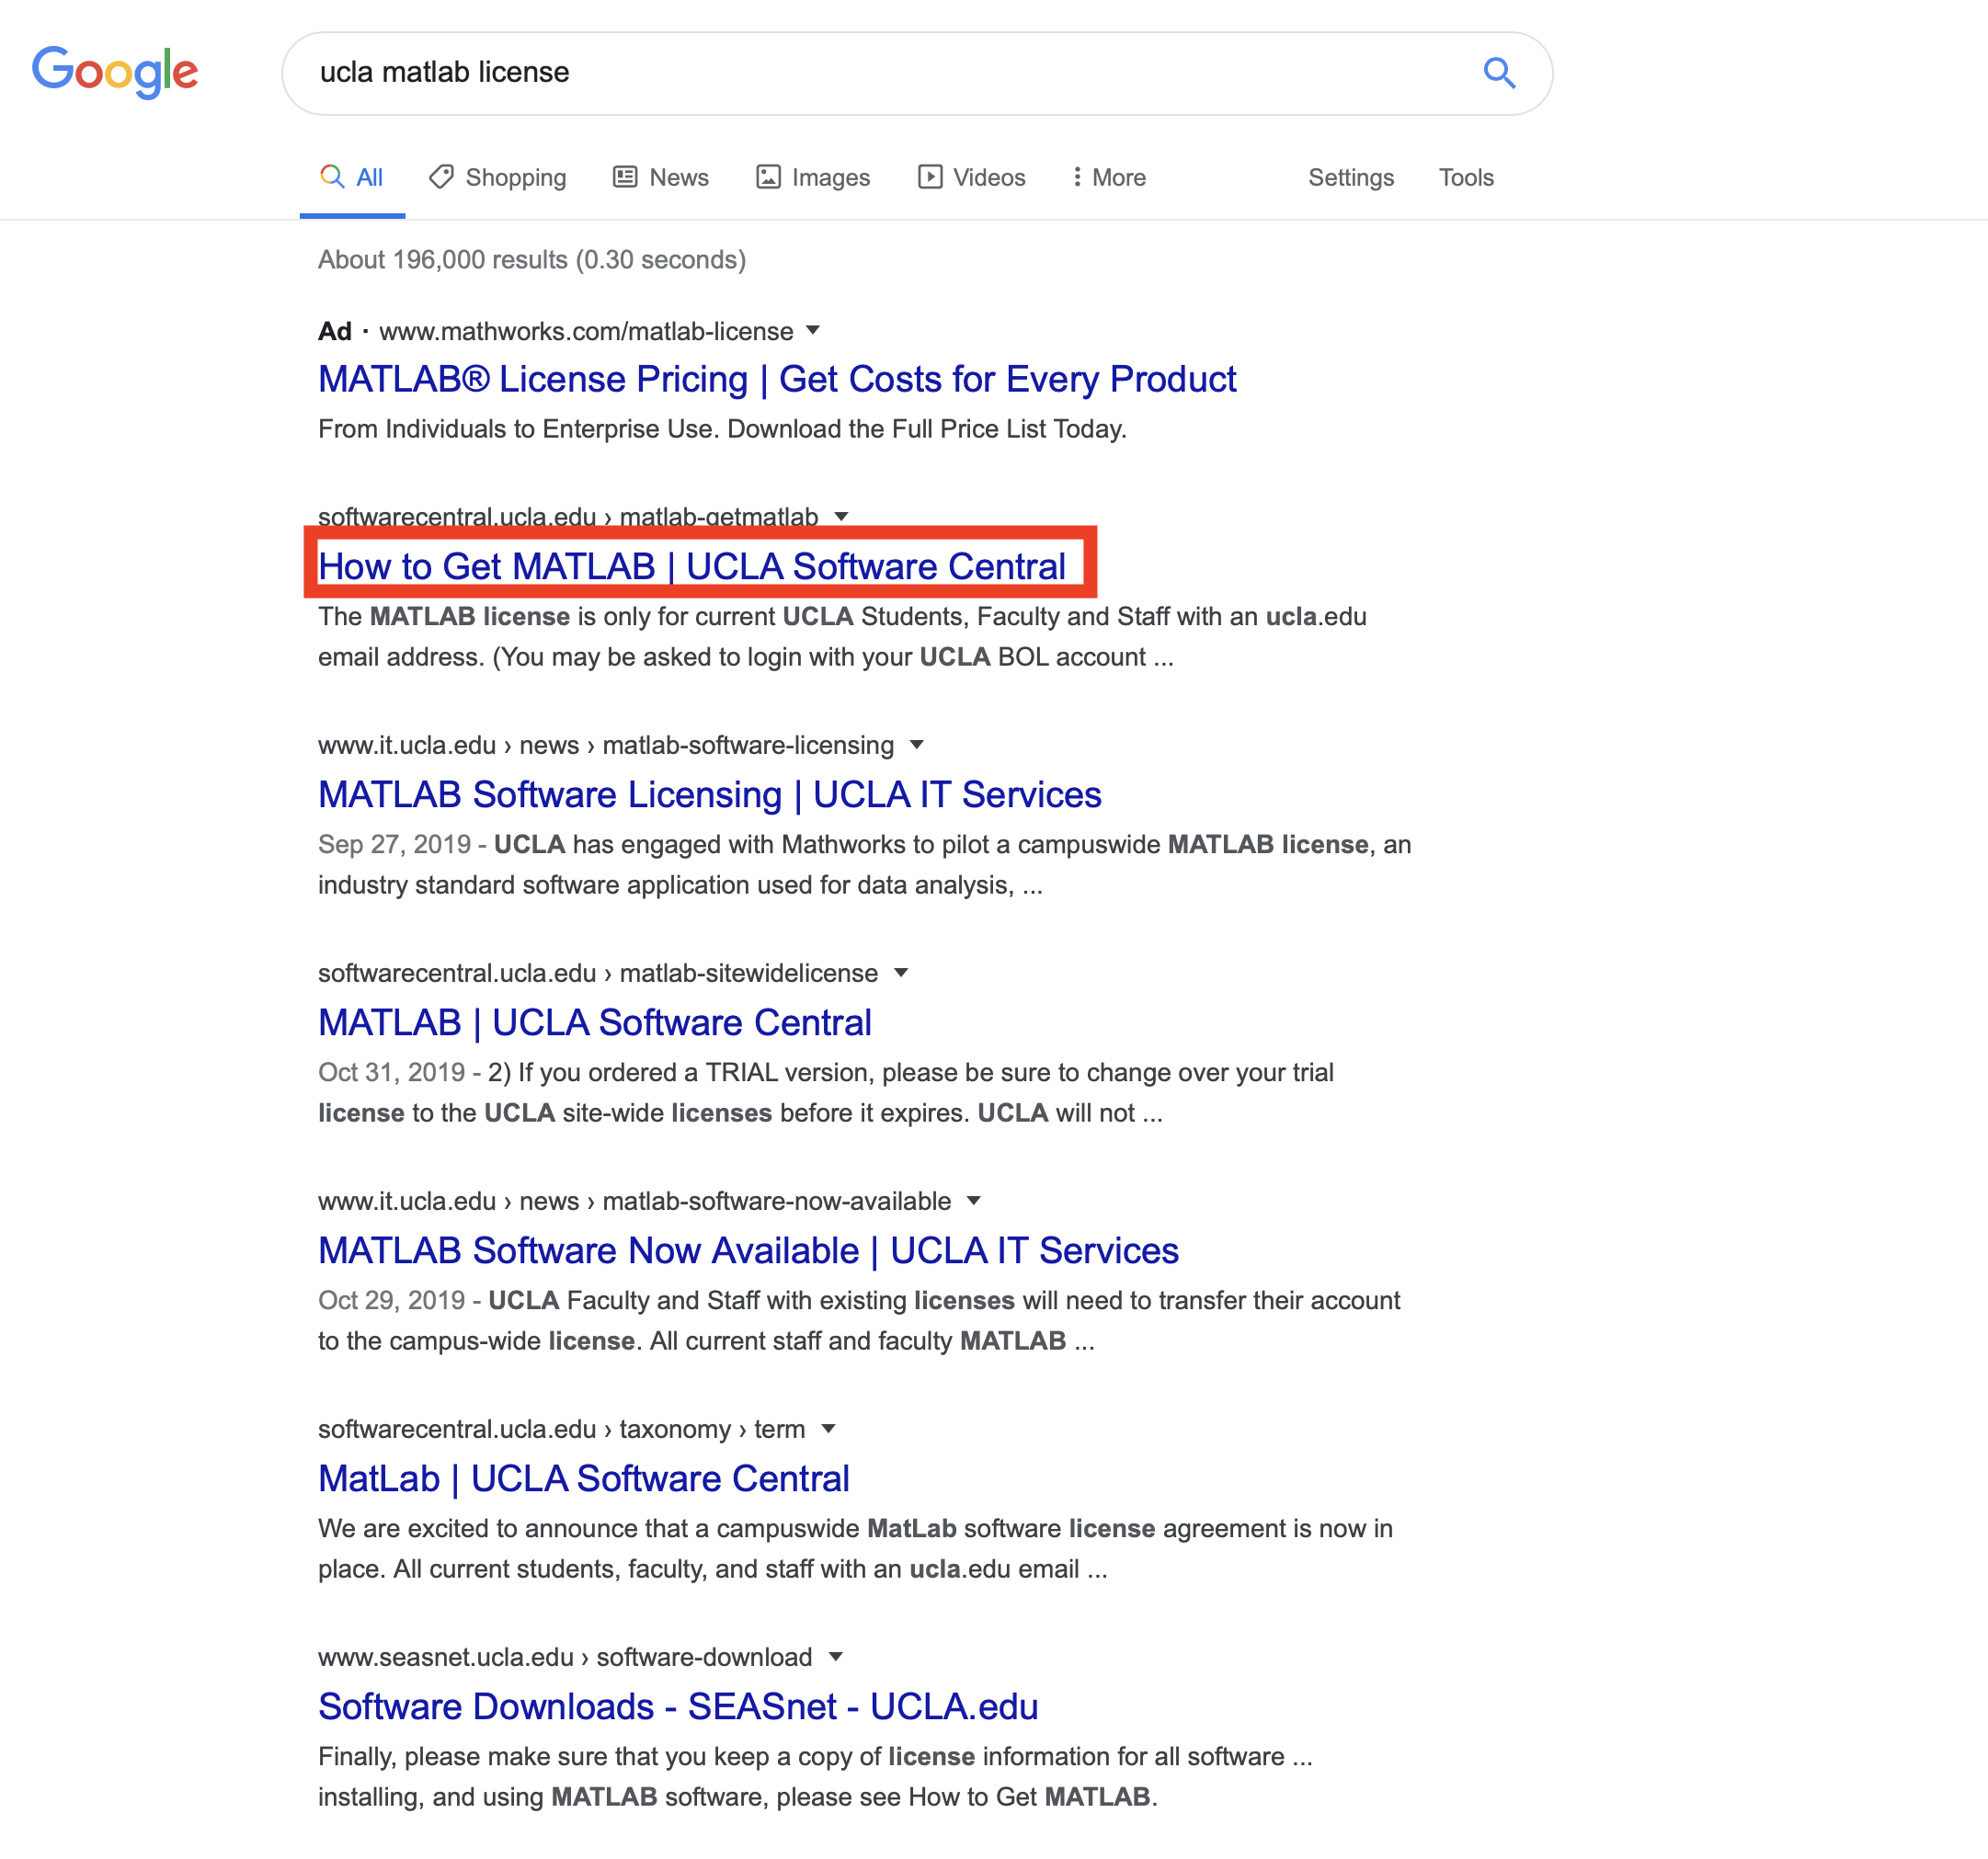 Google
ucla matlab license
All Shopping News Images Videos More Settings Tools
About 196,000 results (0.30 seconds)
Ad · www.mathworks.com/matlab-license
MATLAB® License Pricing | Get Costs for Every Product
From Individuals to Enterprise Use. Download the Full Price List Today.
softwarecentral.ucla.edu › matlab-getmatlab
How to Get MATLAB | UCLA Software Central
The MATLAB license is only for current UCLA Students, Faculty and Staff with an ucla.edu
email address. (You may be asked to login with your UCLA BOL account ...
www.it.ucla.edu › news › matlab-software-licensing
MATLAB Software Licensing | UCLA IT Services
Sep 27, 2019 - UCLA has engaged with Mathworks to pilot a campuswide MATLAB license, an
industry standard software application used for data analysis, ...
softwarecentral.ucla.edu › matlab-sitewidelicense
MATLAB | UCLA Software Central
Oct 31, 2019 - 2) If you ordered a TRIAL version, please be sure to change over your trial
license to the UCLA site-wide licenses before it expires. UCLA will not ...
www.it.ucla.edu › news › matlab-software-now-available
MATLAB Software Now Available | UCLA IT Services
Oct 29, 2019 - UCLA Faculty and Staff with existing licenses will need to transfer their account
to the campus-wide license. All current staff and faculty MATLAB ...
softwarecentral.ucla.edu › taxonomy › term
MatLab | UCLA Software Central
We are excited to announce that a campuswide MatLab software license agreement is now in
place. All current students, faculty, and staff with an ucla.edu email ...
www.seasnet.ucla.edu › software-download
Software Downloads - SEASnet - UCLA.edu
Finally, please make sure that you keep a copy of license information for all software ...
installing, and using MATLAB software, please see How to Get MATLAB.